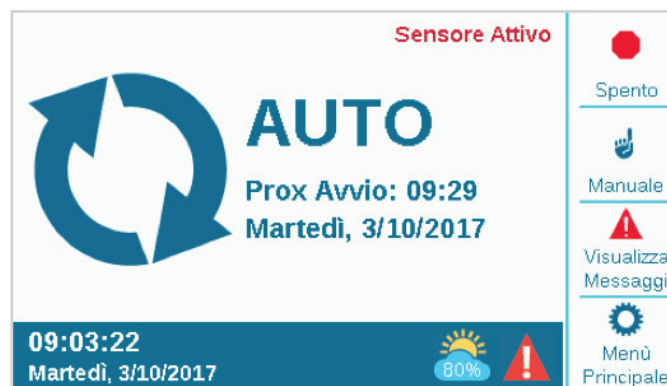 Sensore Attivo
AUTO
Prox Avvio: 09:29
Martedì, 3/10/2017
09:03:22
Martedì, 3/10/2017
80%
Spento
Manuale
Visualizza
Messaggi
Menù
Principale